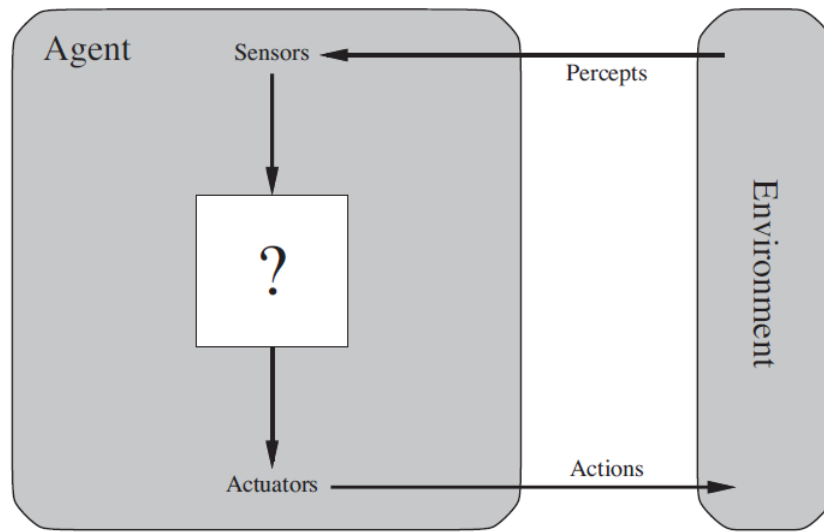 Agent
Sensors
Percepts
Environment
?
Actuators
Actions